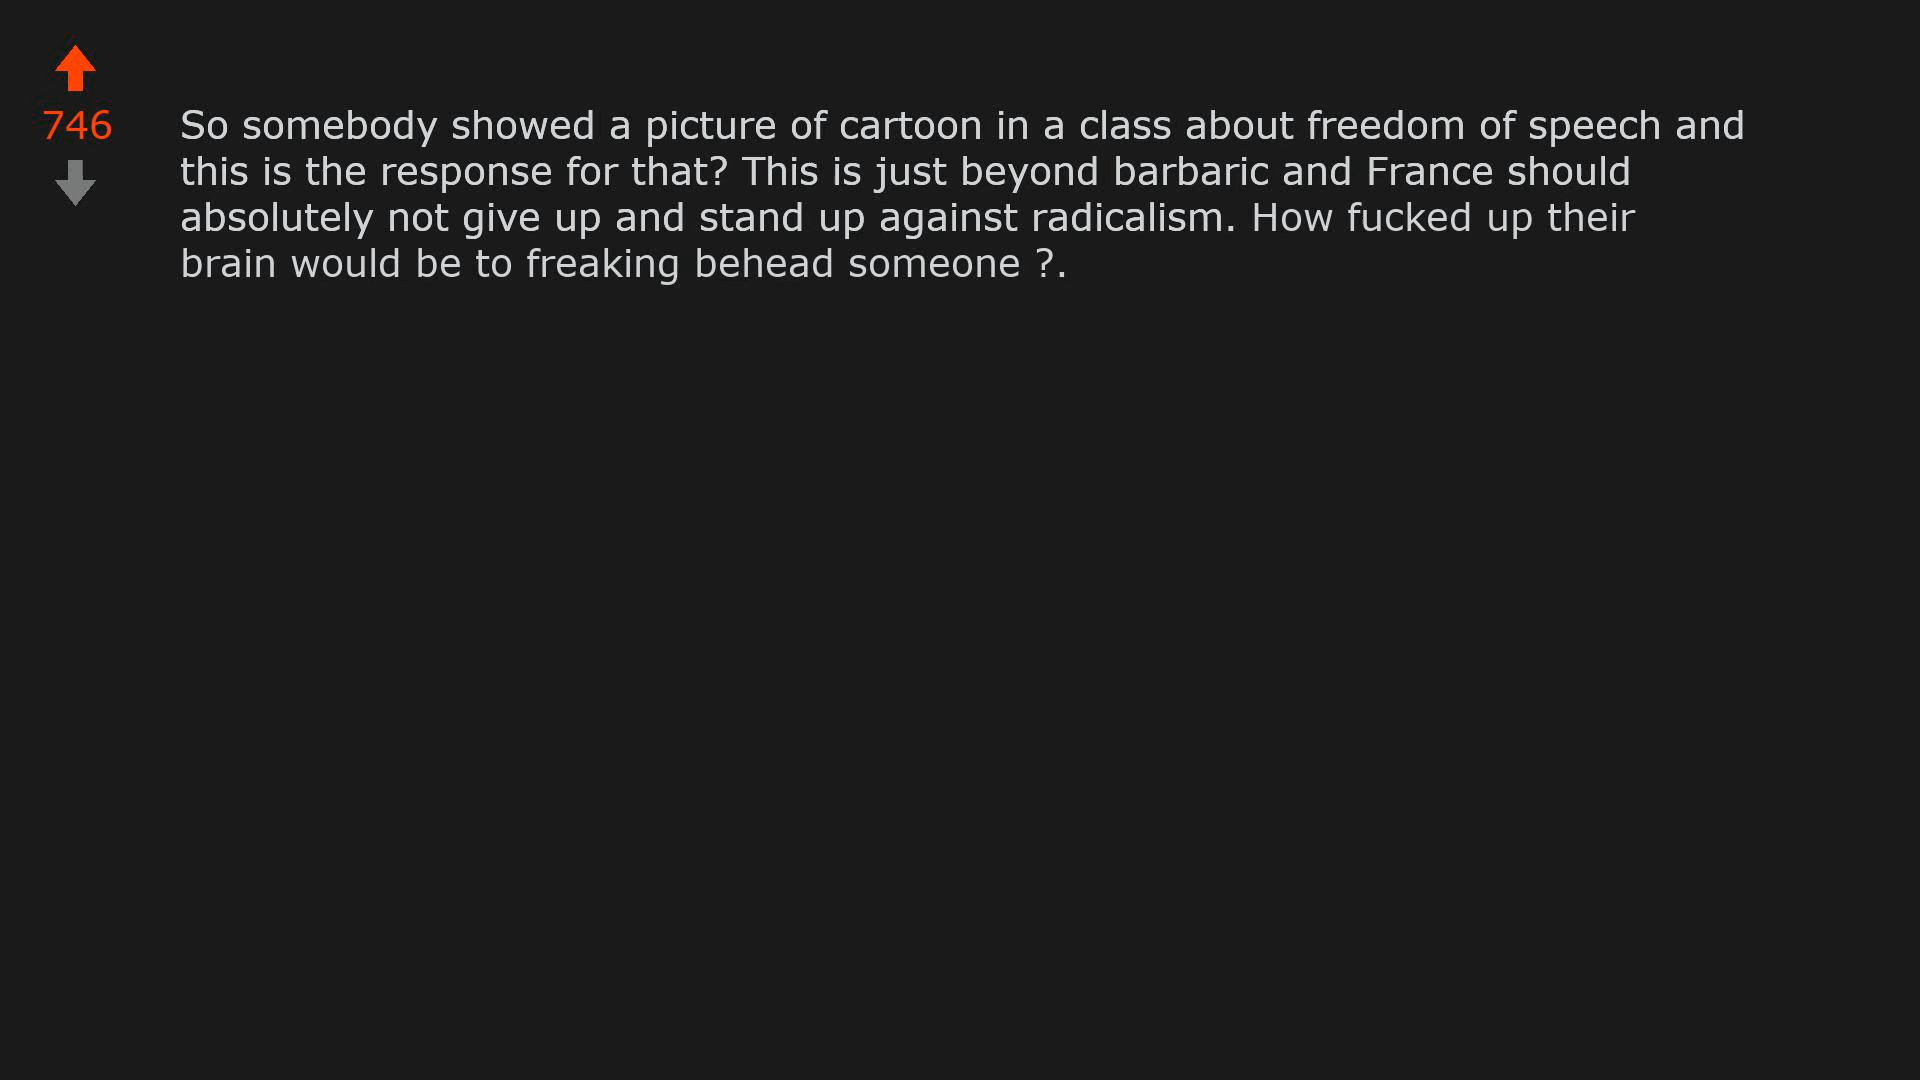 746
So somebody showed a picture of cartoon in a class about freedom of speech and
this is the response for that? This is just beyond barbaric and France should
absolutely not give up and stand up against radicalism. How fucked up their
brain would be to freaking behead someone ?.